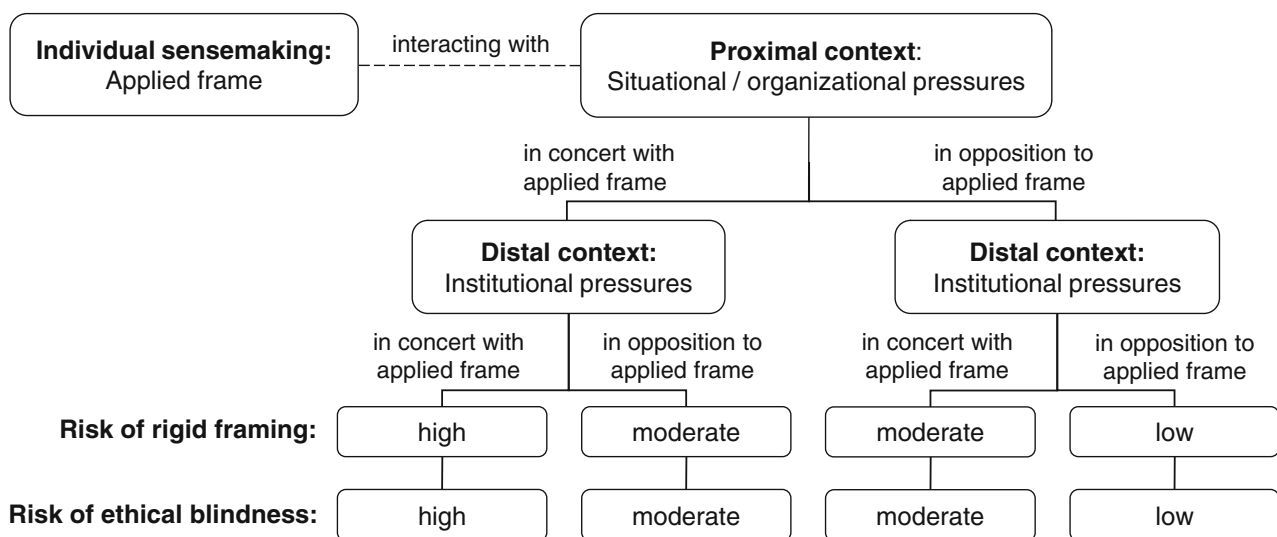 Individual sensemaking:
Applied frame
interacting with
Proximal context:
Situational / organizational pressures
in concert with
applied frame
in opposition to
applied frame
Distal context:
Institutional pressures
Distal context:
Institutional pressures
in concert with
applied frame
in opposition to
applied frame
in concert with
applied frame
in opposition to
applied frame
Risk of rigid framing: high moderate moderate low
Risk of ethical blindness: high moderate moderate low